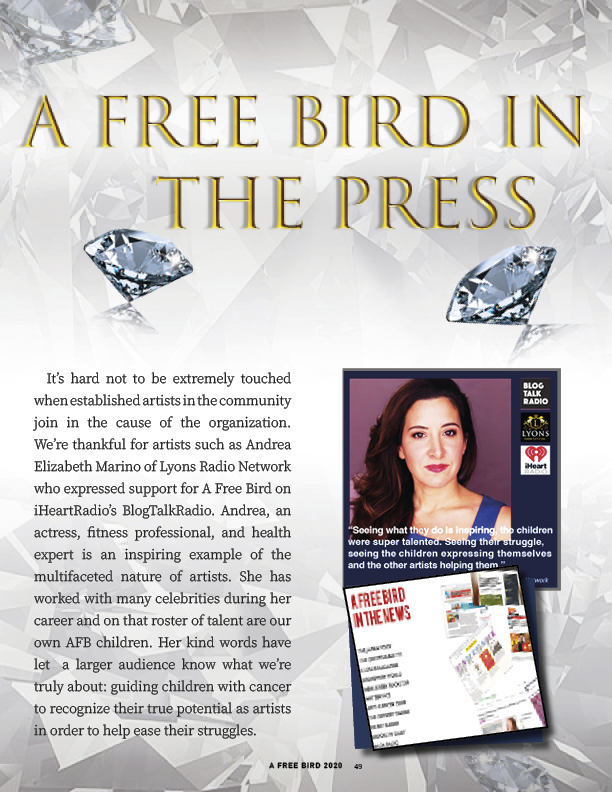 A FREE BIRD IN
THE PRESS
It's hard not to be extremely touched
when established artists in the community
join in the cause of the organization.
We're thankful for artists such as Andrea
Elizabeth Marino of Lyons Radio Network
who expressed support for A Free Bird on
iHeartRadio's BlogTalkRadio. Andrea, an
actress, fitness professional, and health
expert is an inspiring example of the
multifaceted nature of artists. She has
worked with many celebrities during her
career and on that roster of talent are our
own AFB children. Her kind words have
let a larger audience know what we're
truly about: guiding children with cancer
to recognize their true potential as artists
in order to help ease their struggles.
BLOG
TALK
RADIO
L
LYONS
iHeart
RADIO
"Seeing what they do is inspiring, the children
were super talented. Seeing their struggle,
seeing the children expressing themselves
and the other artists helping them."
A FREE BIRD
IN THE NEWS
A FREE BIRD 2020 49